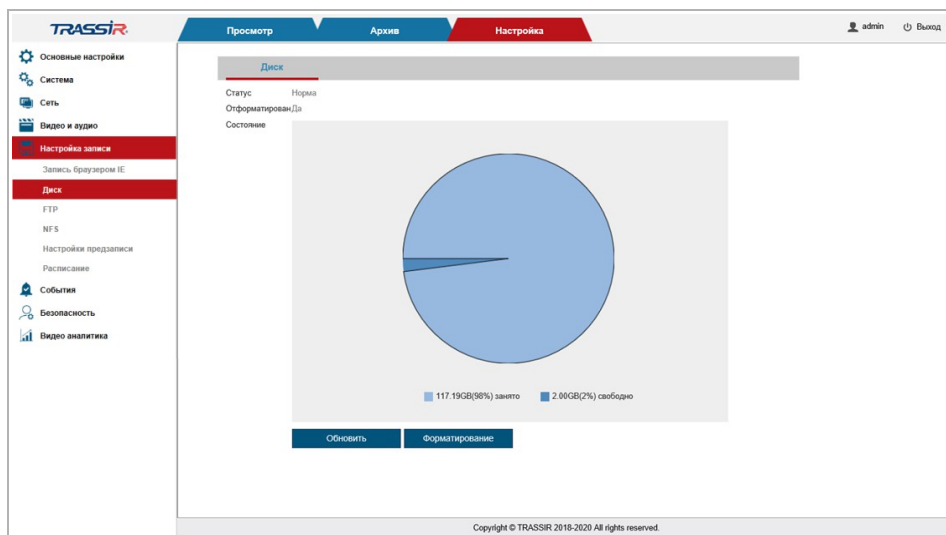 TRASSIR
Просмотр
Архив
Настройка
admin
Выход
Основные настройки
Система
Сеть
Видео и аудио
Настройка записи
Запись браузером IE
Диск
FTP
NFS
Настройки предзаписи
Расписание
События
Безопасность
Видео аналитика
Диск
Статус Норма
Отформатирован Да
Состояние
117.19GB(98%) занято
2.00GB(2%) свободно
Обновить
Форматирование
Copyright © TRASSIR 2018-2020 All rights reserved.